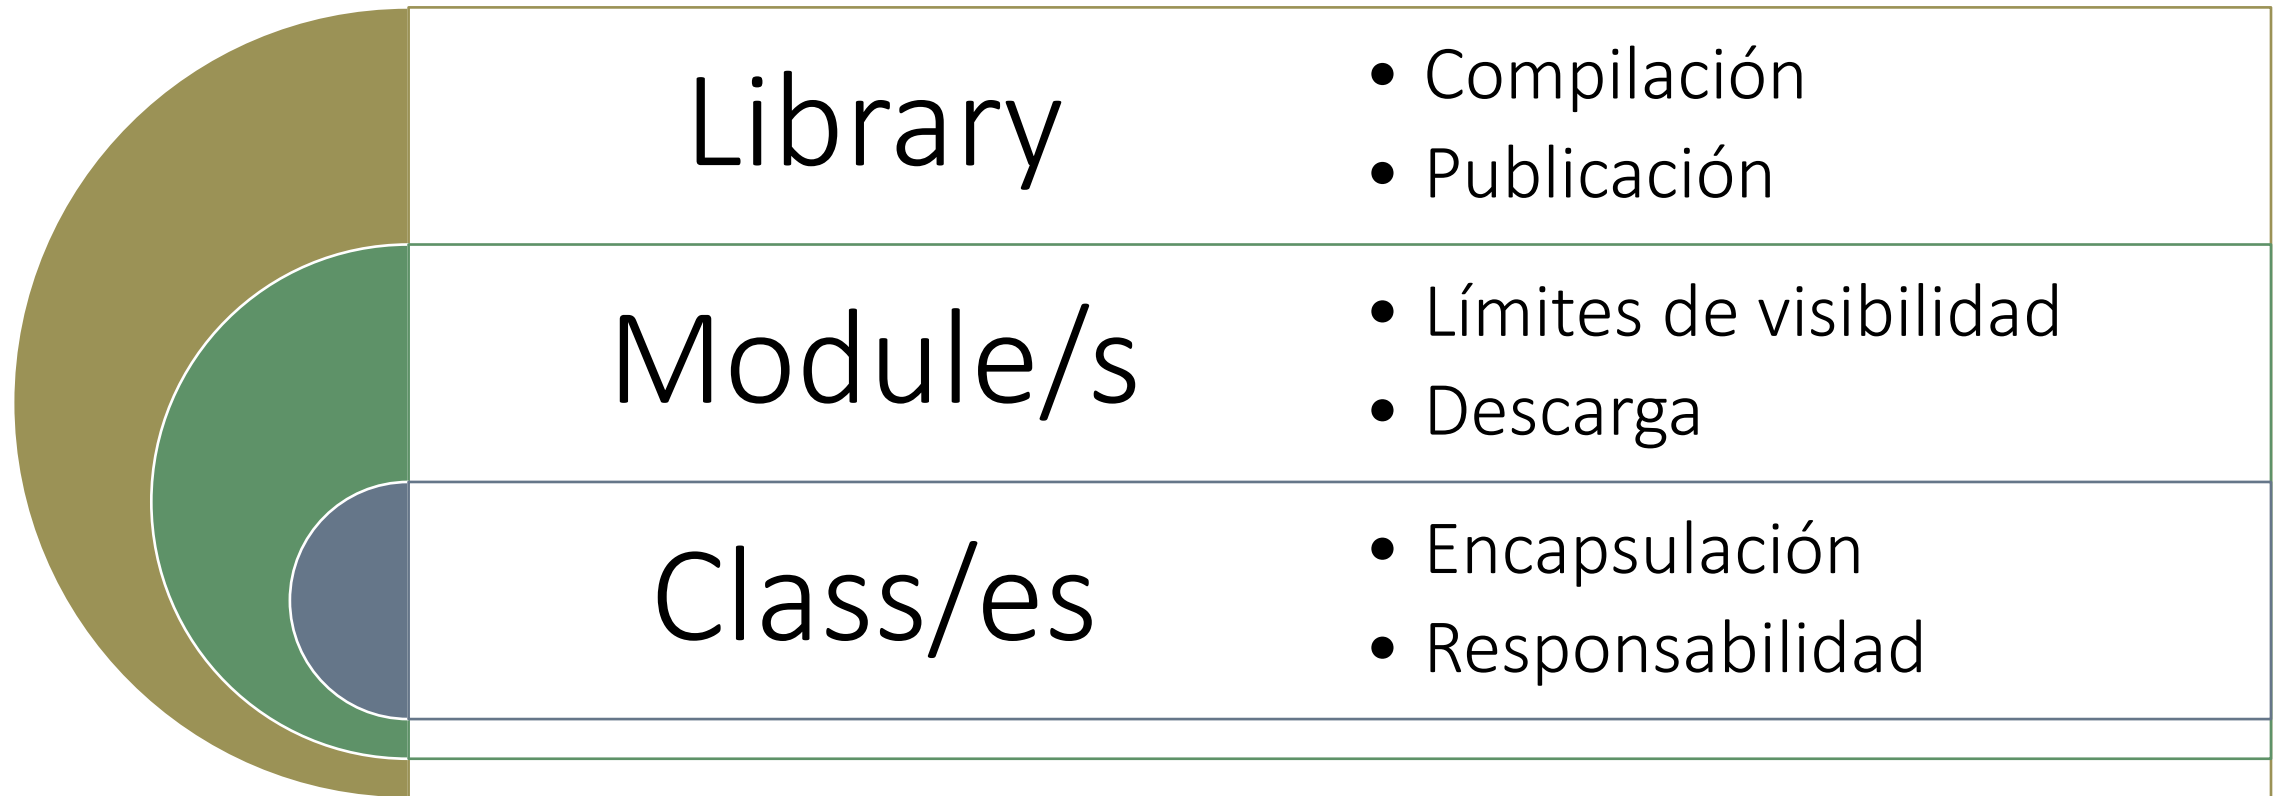 Library
• Compilación
• Publicación
Module/s
• Límites de visibilidad
• Descarga
Class/es
• Encapsulación
• Responsabilidad